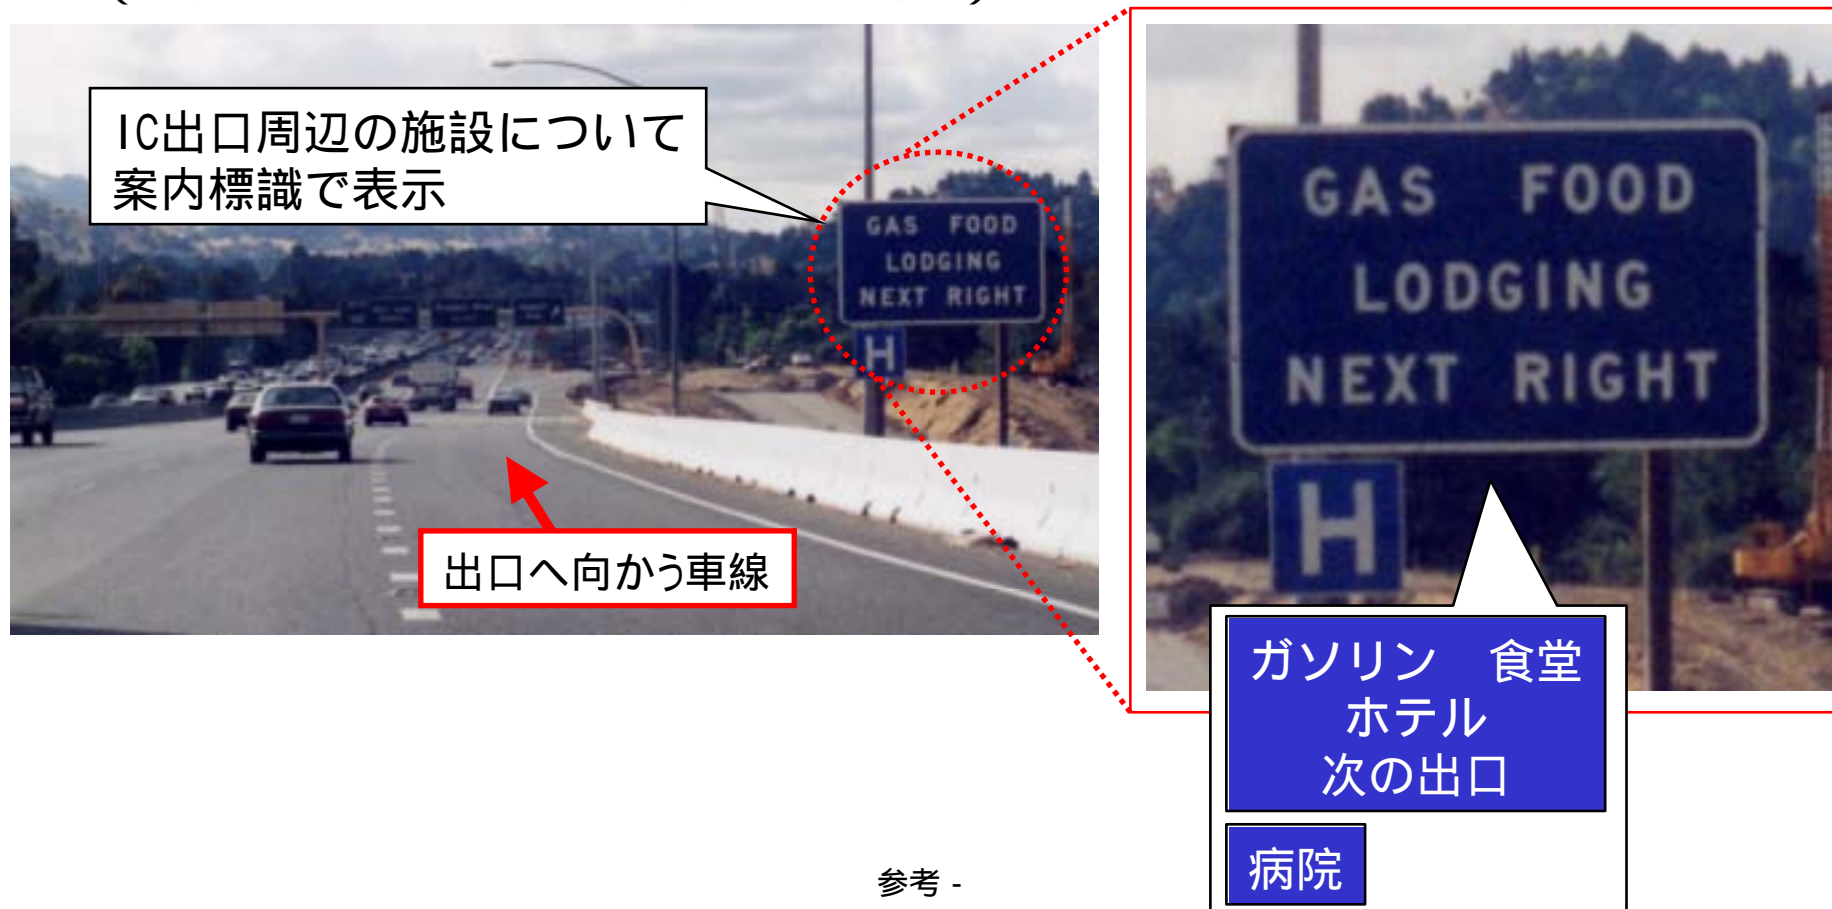 IC出口周辺の施設について
案内標識で表示
GAS FOOD
LODGING
NEXT RIGHT
H
出口へ向かう車線
GAS FOOD
LODGING
NEXT RIGHT
H
ガソリン 食堂
ホテル
次の出口
病院
参考 -